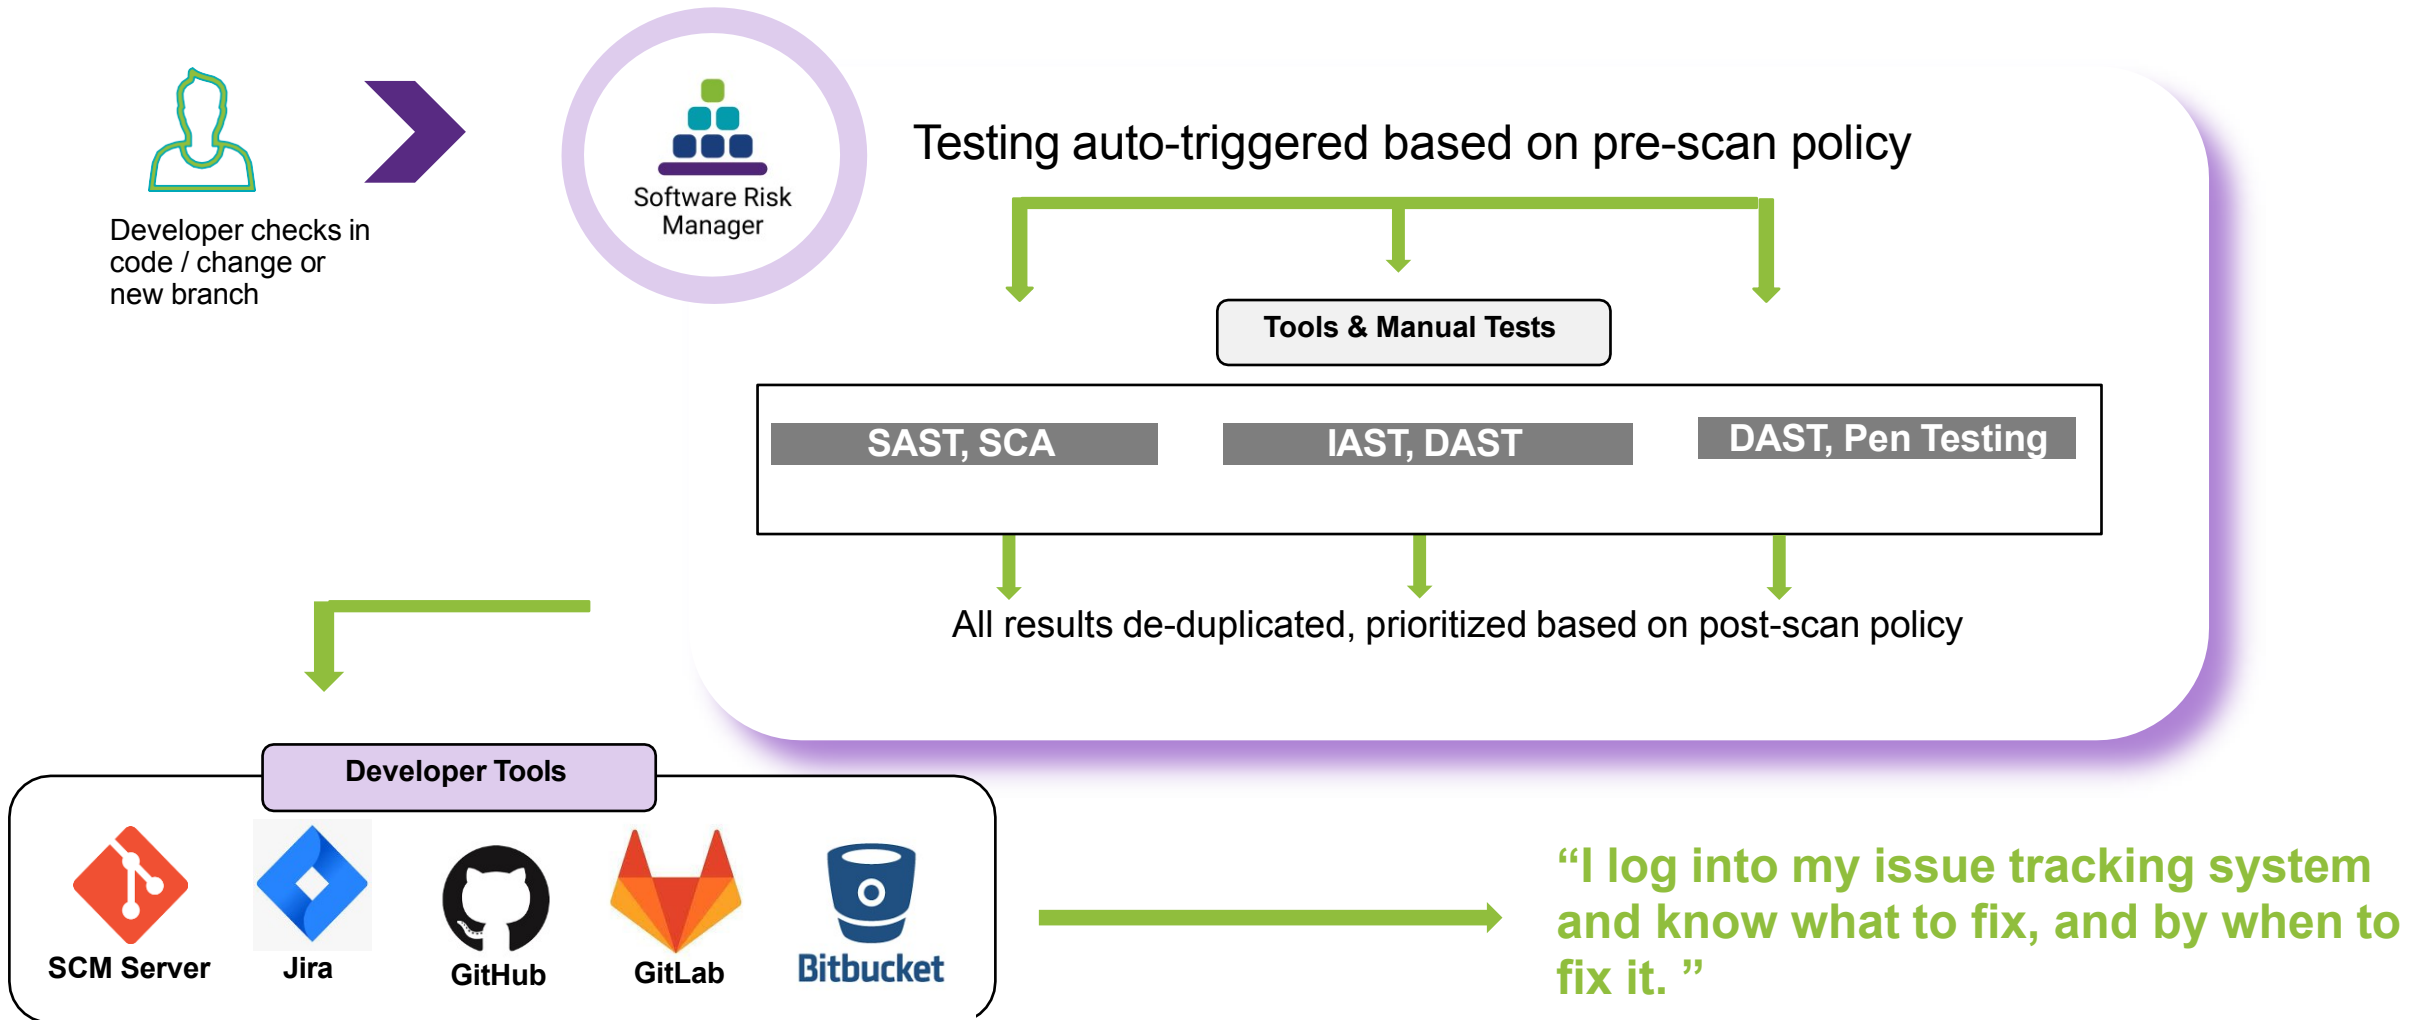 Developer checks in
code / change or
new branch
Software Risk
Manager
Testing auto-triggered based on pre-scan policy
Tools & Manual Tests
SAST, SCA
IAST, DAST
DAST, Pen Testing
All results de-duplicated, prioritized based on post-scan policy
Developer Tools
SCM Server
Jira
GitHub
GitLab
Bitbucket
“I log into my issue tracking system
and know what to fix, and by when to
fix it. ”